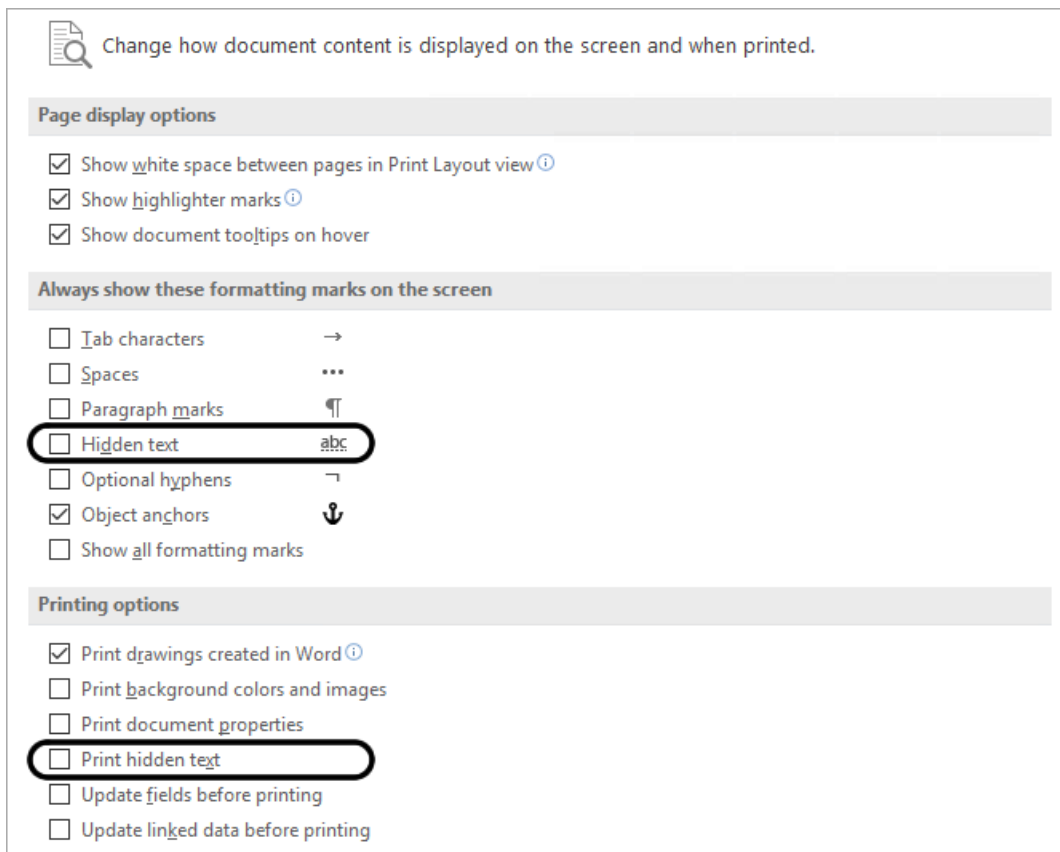 Change how document content is displayed on the screen and when printed.
Page display options
Show white space between pages in Print Layout view
Show highlighter marks
Show document tooltips on hover
Always show these formatting marks on the screen
Tab characters →
Spaces •••
Paragraph marks ¶
Hidden text abc
Optional hyphens ¬
Object anchors
Show all formatting marks
Printing options
Print drawings created in Word
Print background colors and images
Print document properties
Print hidden text
Update fields before printing
Update linked data before printing